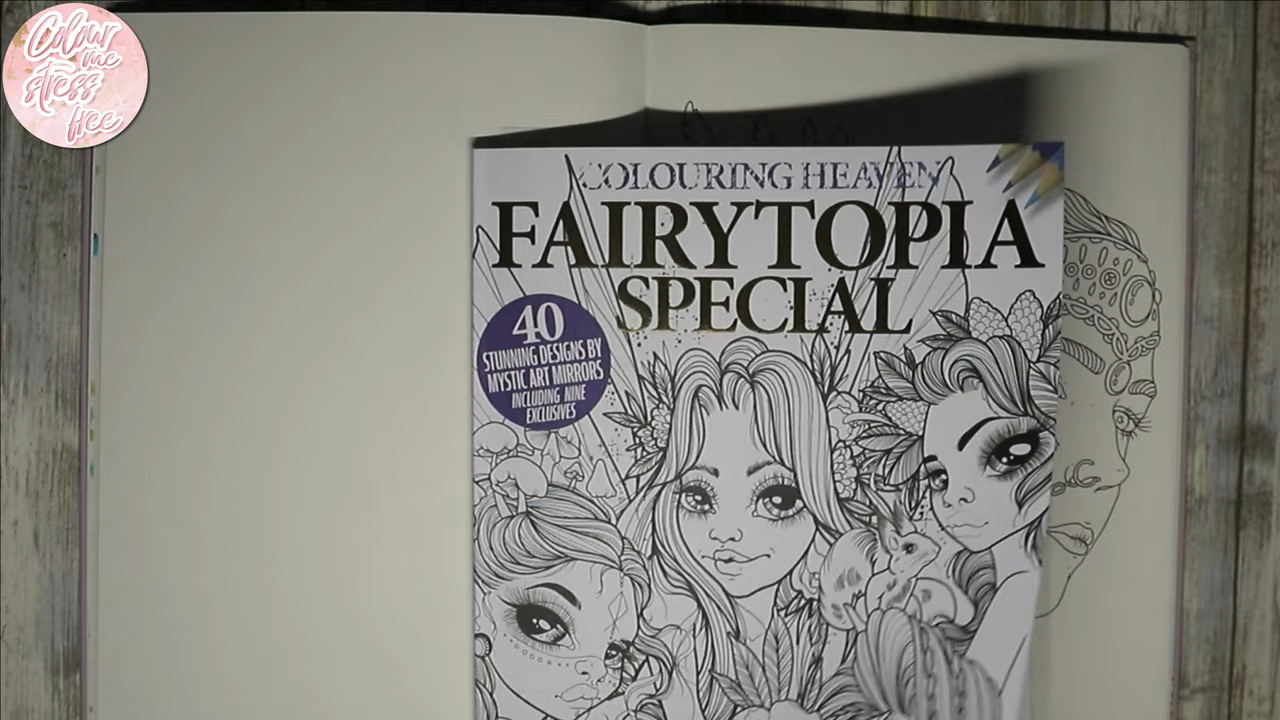 Colour
me
stress
free
COLOURING HEAVEN
FAIRYTOPIA
SPECIAL
40
STUNNING DESIGNS BY
MYSTIC ART MIRRORS
INCLUDING NINE
EXCLUSIVES